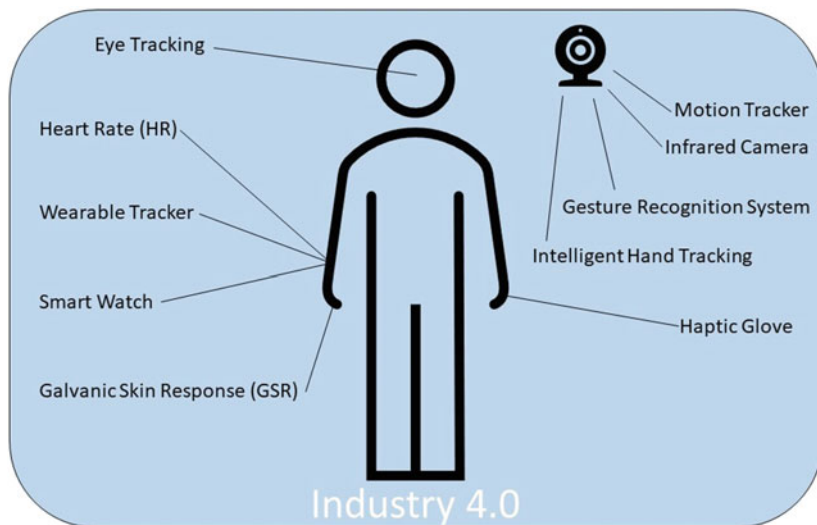 Eye Tracking
Heart Rate (HR)
Wearable Tracker
Smart Watch
Galvanic Skin Response (GSR)
Motion Tracker
Infrared Camera
Gesture Recognition System
Intelligent Hand Tracking
Haptic Glove
Industry 4.0